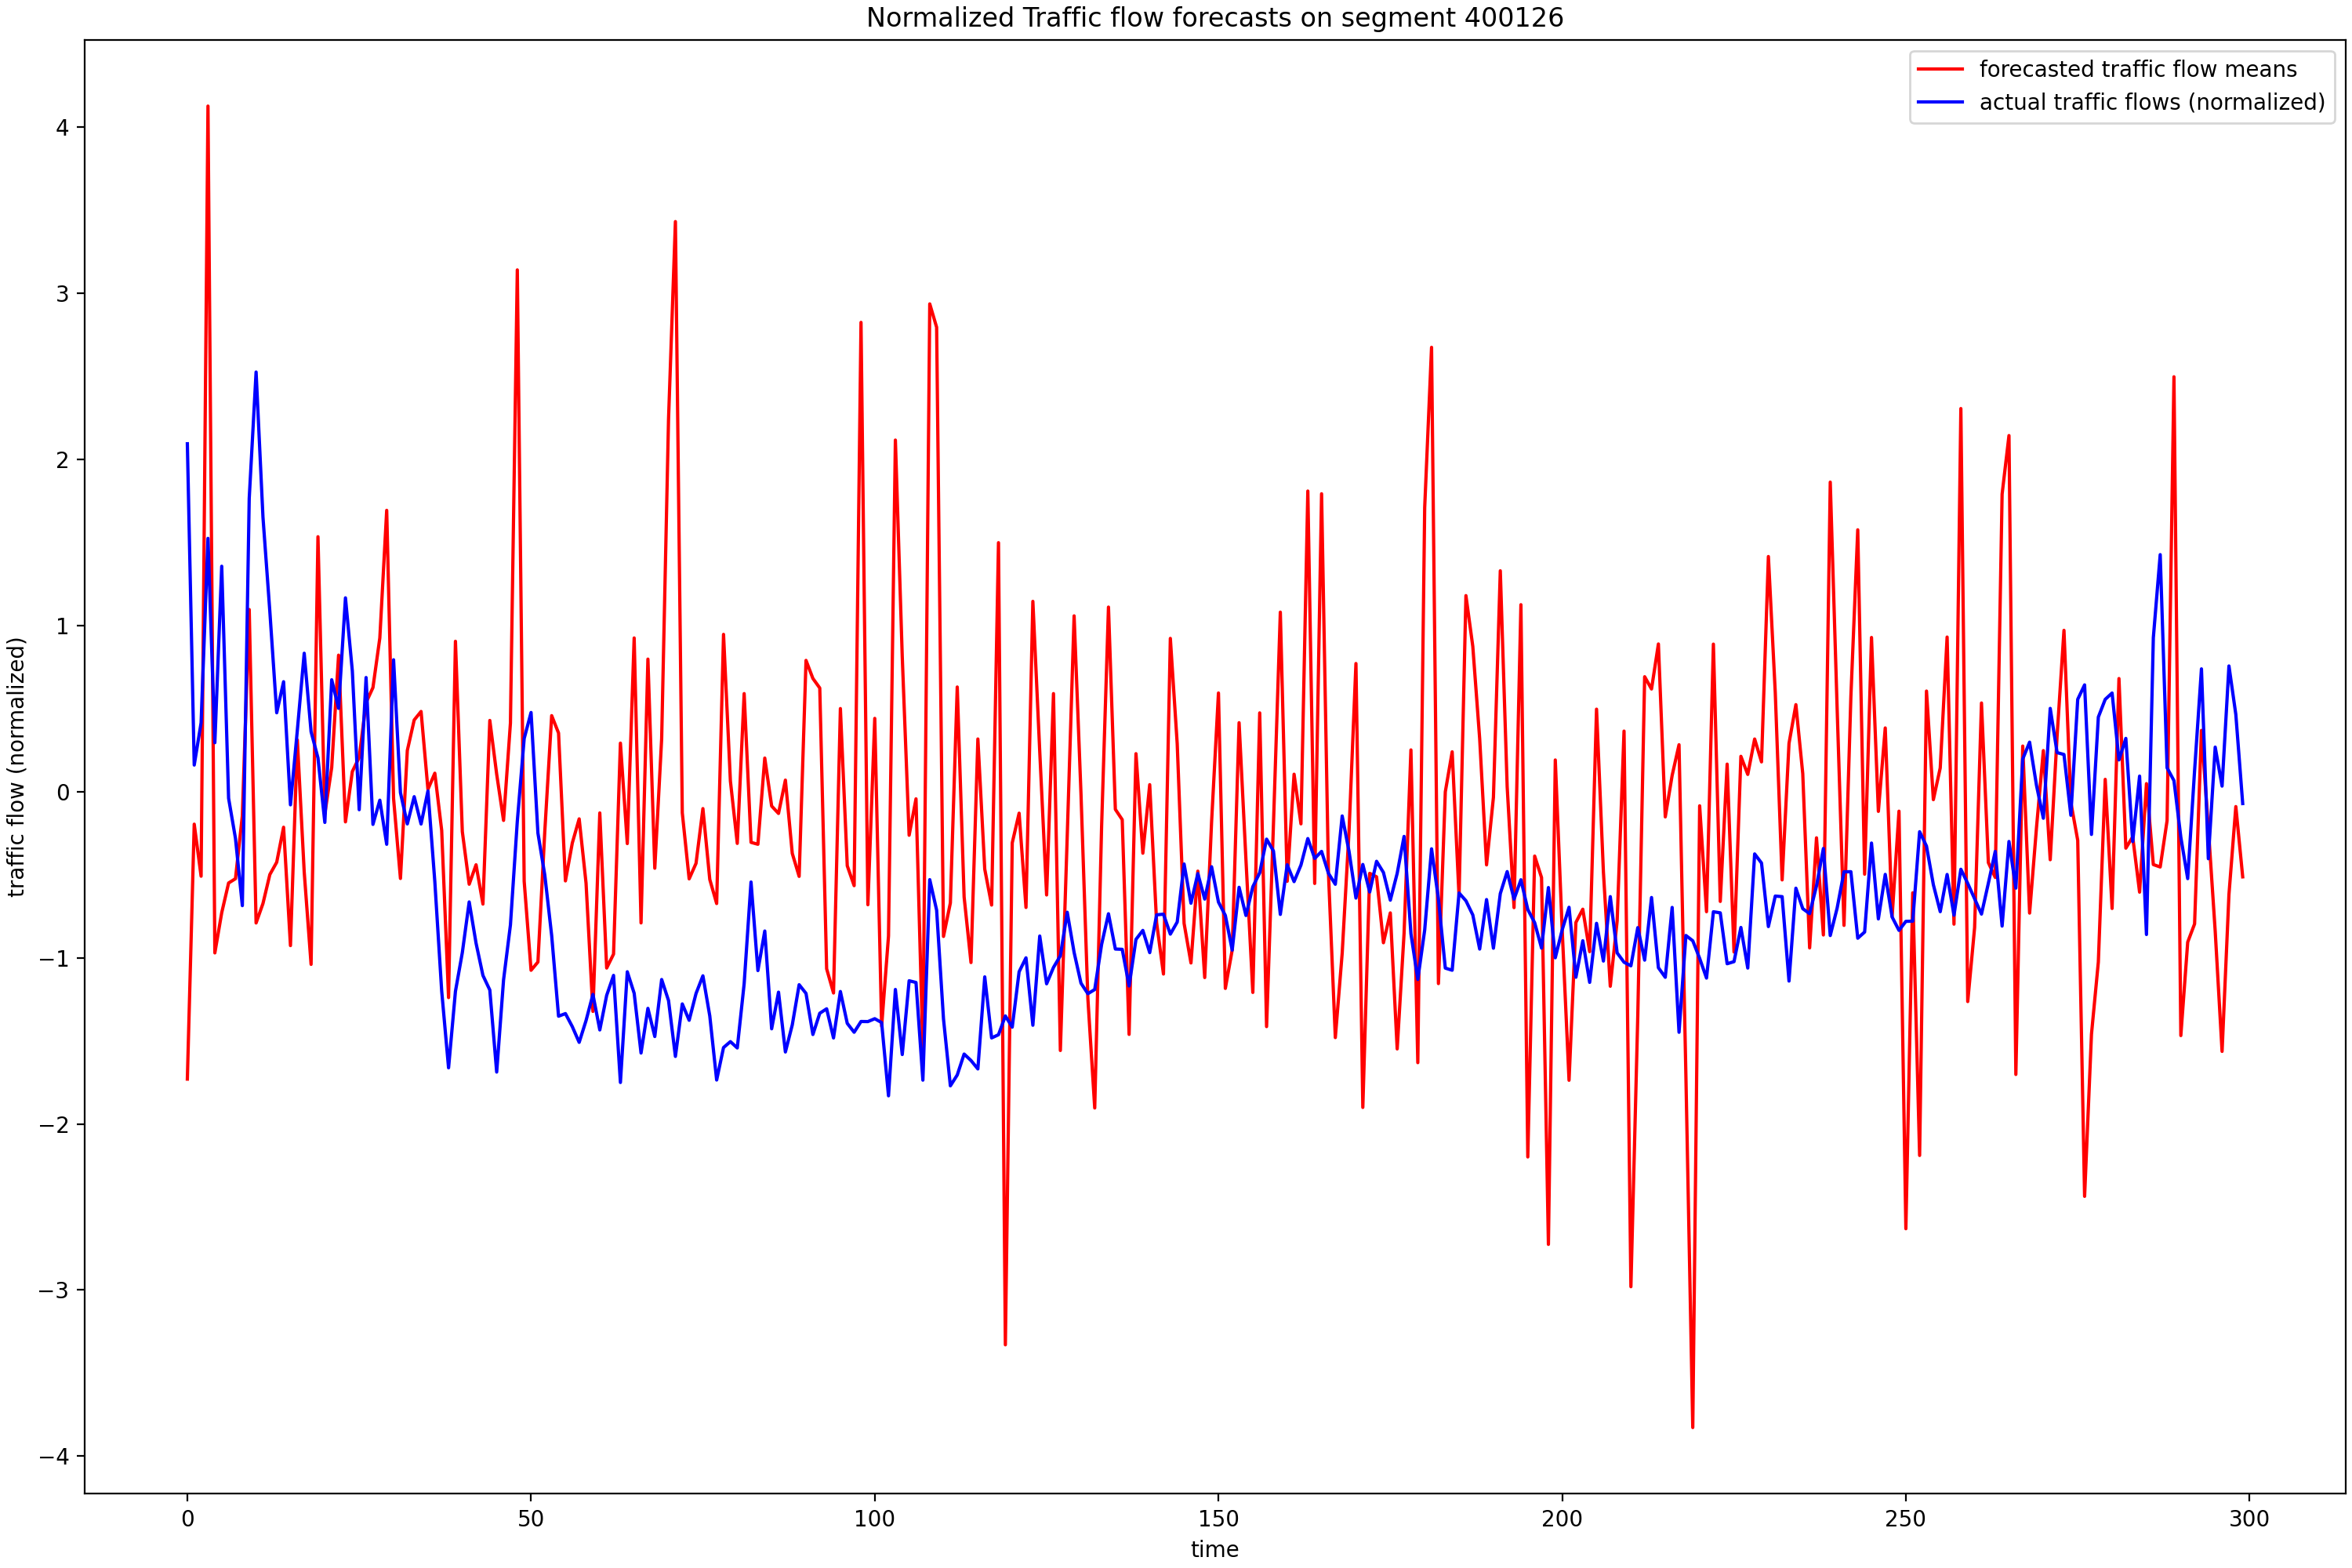 Normalized Traffic flow forecasts on segment 400126
forecasted traffic flow means
actual traffic flows (normalized)
traffic flow (normalized)
4
3
2
1
0
−1
−2
−3
−4
0 50 100 150 200 250 300
time